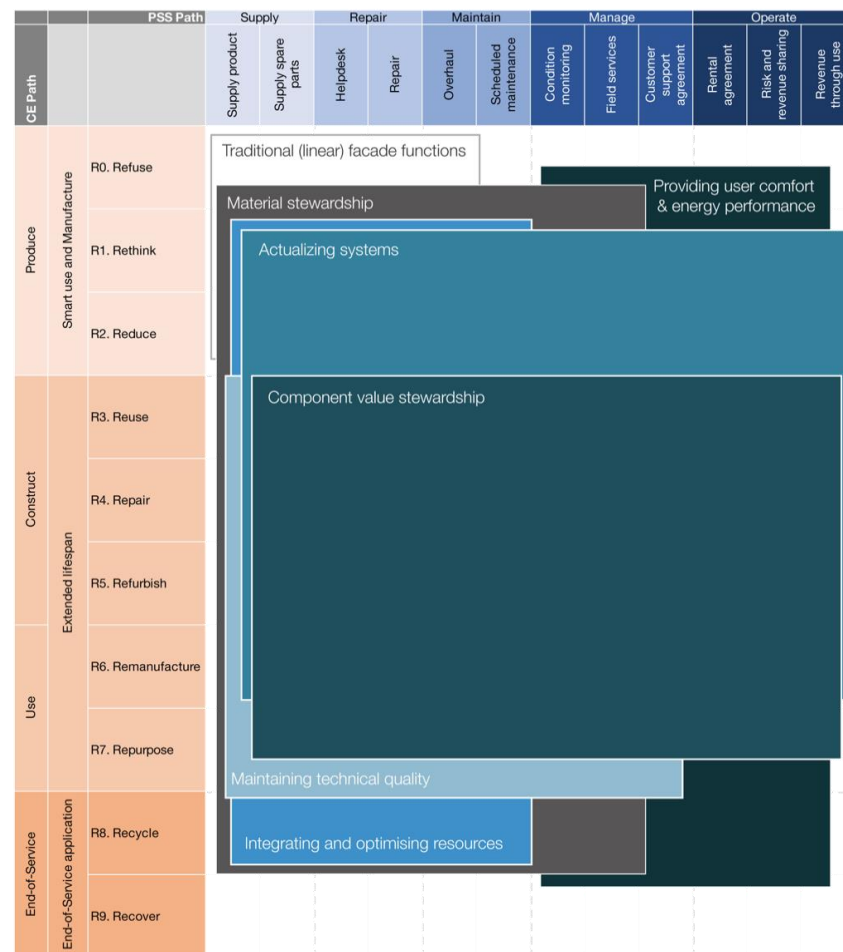 PSS Path
Supply
Repair
Maintain
Manage
Operate
CE Path
Supply product
Supply spare
parts
Helpdesk
Repair
Overhaul
Scheduled
maintenance
Condition
monitoring
Field services
Customer
support
agreement
Rental
agreement
Risk and
revenue sharing
Revenue
through use
Produce
Smart use and Manufacture
R0. Refuse
R1. Rethink
R2. Reduce
Construct
Extended lifespan
R3. Reuse
R4. Repair
R5. Refurbish
Use
R6. Remanufacture
R7. Repurpose
End-of-Service
End-of-Service application
R8. Recycle
R9. Recover
Traditional (linear) facade functions
Providing user comfort
& energy performance
Material stewardship
Actualizing systems
Component value stewardship
Maintaining technical quality
Integrating and optimising resources